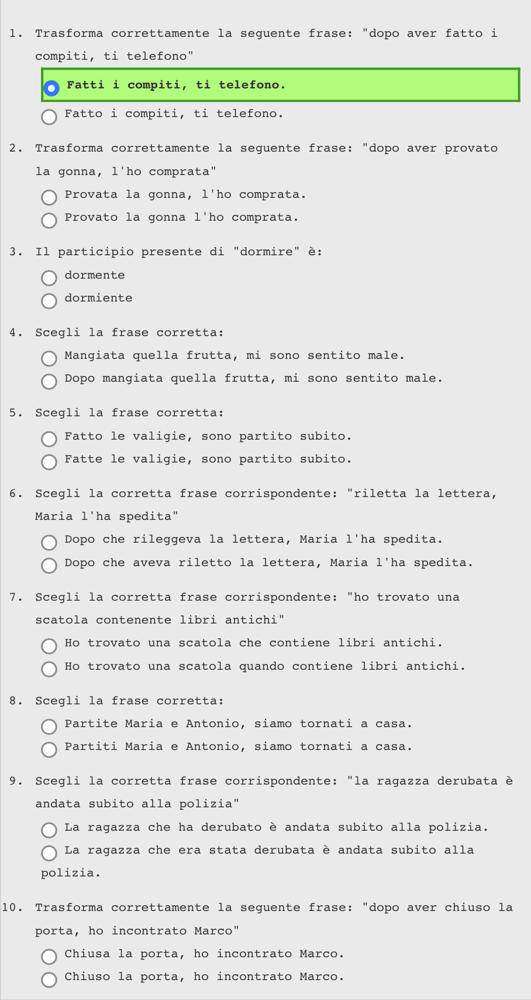 1. Trasforma correttamente la seguente frase: "dopo aver fatto i
compiti, ti telefono"
Fatti i compiti, ti telefono.
Fatto i compiti, ti telefono.
2. Trasforma correttamente la seguente frase: "dopo aver provato
la gonna, l'ho comprata"
Provata la gonna, l'ho comprata.
Provato la gonna l'ho comprata.
3. Il participio presente di "dormire" è:
dormente
dormiente
4. Scegli la frase corretta:
Mangiata quella frutta, mi sono sentito male.
Dopo mangiata quella frutta, mi sono sentito male.
5. Scegli la frase corretta:
Fatto le valigie, sono partito subito.
Fatte le valigie, sono partito subito.
6. Scegli la corretta frase corrispondente: "riletta la lettera,
Maria l'ha spedita"
Dopo che rileggeva la lettera, Maria l'ha spedita.
Dopo che aveva riletto la lettera, Maria l'ha spedita.
7. Scegli la corretta frase corrispondente: "ho trovato una
scatola contenente libri antichi"
Ho trovato una scatola che contiene libri antichi.
Ho trovato una scatola quando contiene libri antichi.
8. Scegli la frase corretta:
Partite Maria e Antonio, siamo tornati a casa.
Partiti Maria e Antonio, siamo tornati a casa.
9. Scegli la corretta frase corrispondente: "la ragazza derubata è
andata subito alla polizia"
La ragazza che ha derubato è andata subito alla polizia.
La ragazza che era stata derubata è andata subito alla
polizia.
10. Trasforma correttamente la seguente frase: "dopo aver chiuso la
porta, ho incontrato Marco"
Chiusa la porta, ho incontrato Marco.
Chiuso la porta, ho incontrato Marco.